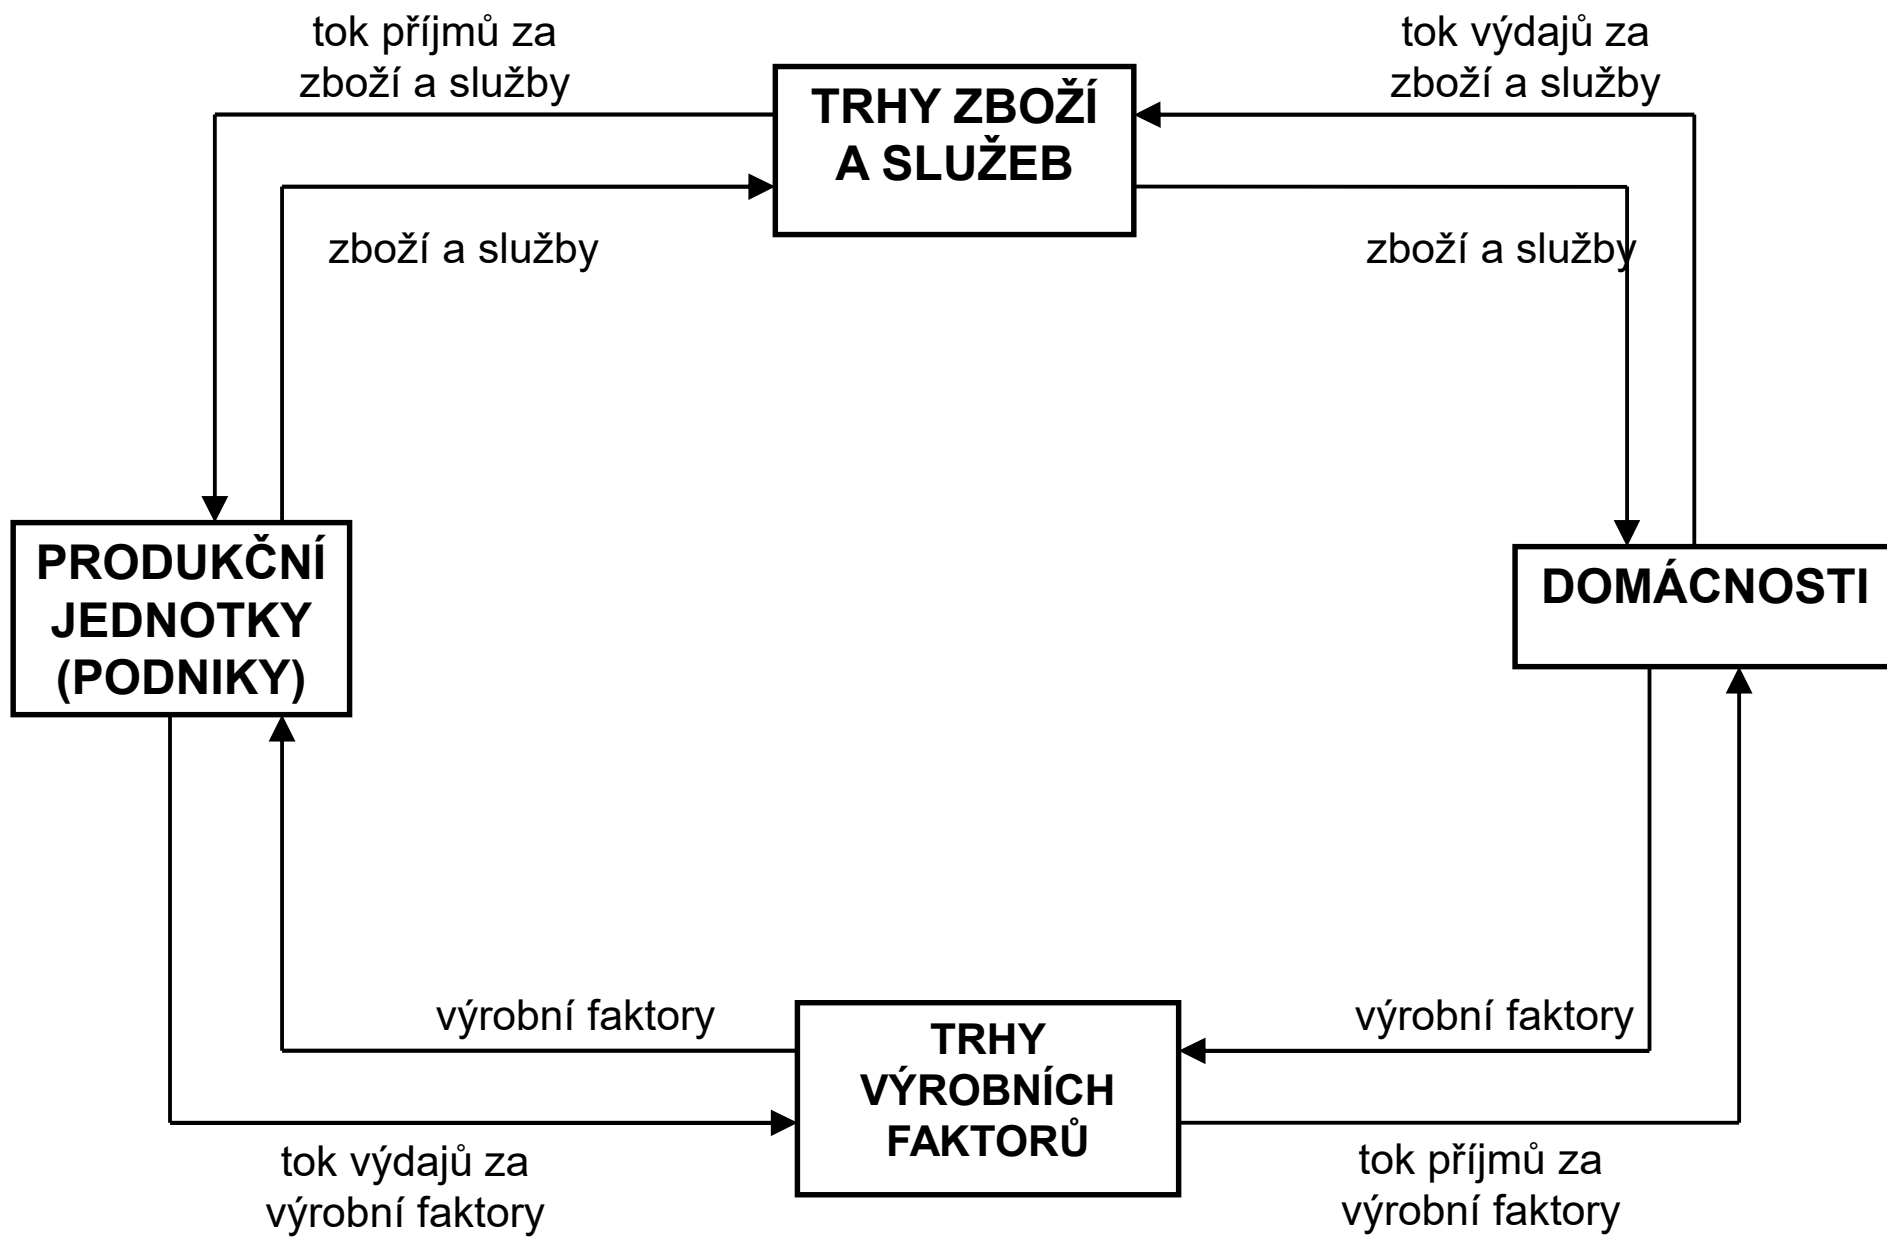 tok příjmů za
zboží a služby
tok výdajů za
zboží a služby
TRHY ZBOŽÍ
A SLUŽEB
zboží a služby
zboží a služby
PRODUKČNÍ
JEDNOTKY
(PODNIKY)
DOMÁCNOSTI
výrobní faktory
výrobní faktory
TRHY
VÝROBNÍCH
FAKTORŮ
tok výdajů za
výrobní faktory
tok příjmů za
výrobní faktory